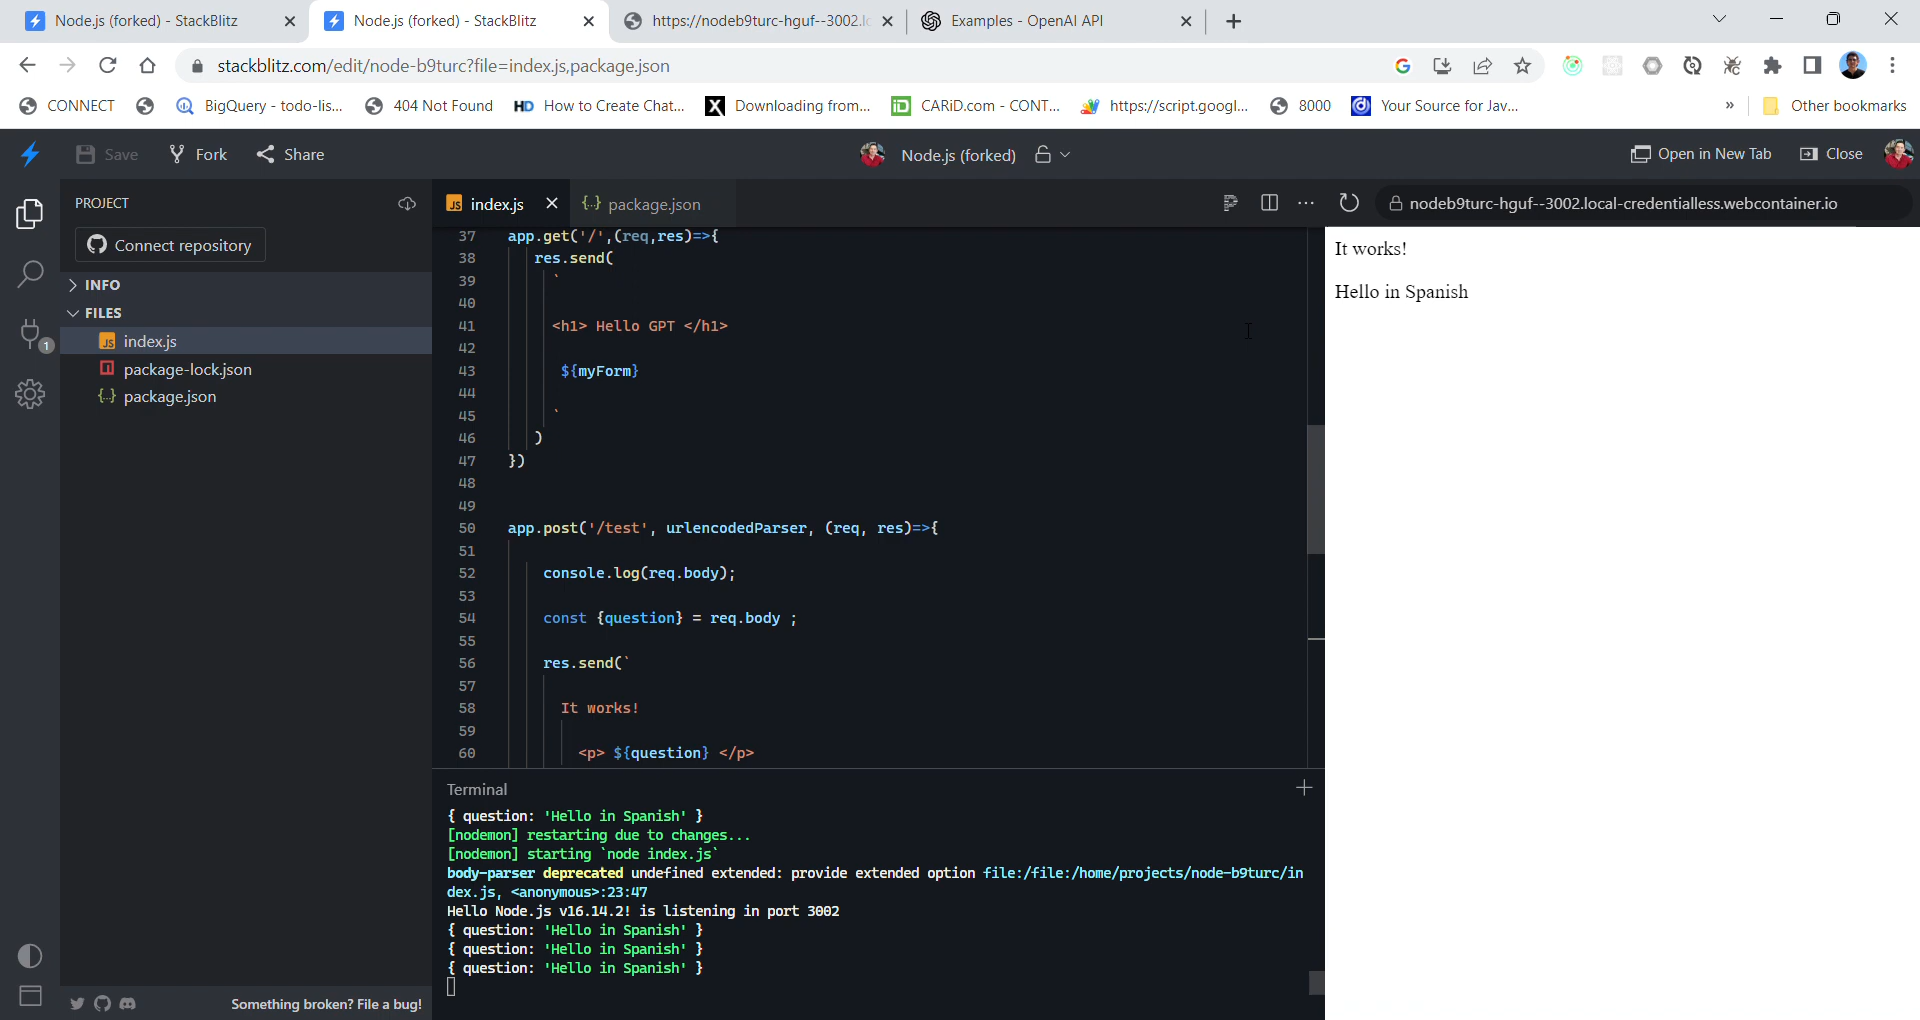 Node.js (forked) - StackBlitz
Node.js (forked) - StackBlitz
https://nodeb9turc-hguf--3002.l
Examples - OpenAI API
stackblitz.com/edit/node-b9turc?file=index.js,package.json
CONNECT
BigQuery - todo-lis...
404 Not Found
HD How to Create Chat...
X Downloading from...
CARiD.com - CONT...
https://script.googl...
8000
Your Source for Jav...
»
Other bookmarks
Save
Fork
Share
Node.js (forked)
Open in New Tab
Close
PROJECT
JS index.js
{··} package.json
...
nodeb9turc-hguf--3002.local-credentialless.webcontainer.io
Connect repository
INFO
FILES
JS index.js
package-lock.json
{··} package.json
1
37 app.get('/',(req,res)=>{
38 res.send(
39 `
40
41 <h1> Hello GPT </h1>
42
43 ${myForm}
44
45 `
46 )
47 })
48
49
50 app.post('/test', urlencodedParser, (req, res)=>{
51
52 console.log(req.body);
53
54 const {question} = req.body ;
55
56 res.send(`
57
58 It works!
59
60 <p> ${question} </p>
It works!
Hello in Spanish
Terminal
{ question: 'Hello in Spanish' }
[nodemon] restarting due to changes...
[nodemon] starting `node index.js`
body-parser deprecated undefined extended: provide extended option file:/file:/home/projects/node-b9turc/in
dex.js, <anonymous>:23:47
Hello Node.js v16.14.2! is listening in port 3002
{ question: 'Hello in Spanish' }
{ question: 'Hello in Spanish' }
{ question: 'Hello in Spanish' }
Something broken? File a bug!